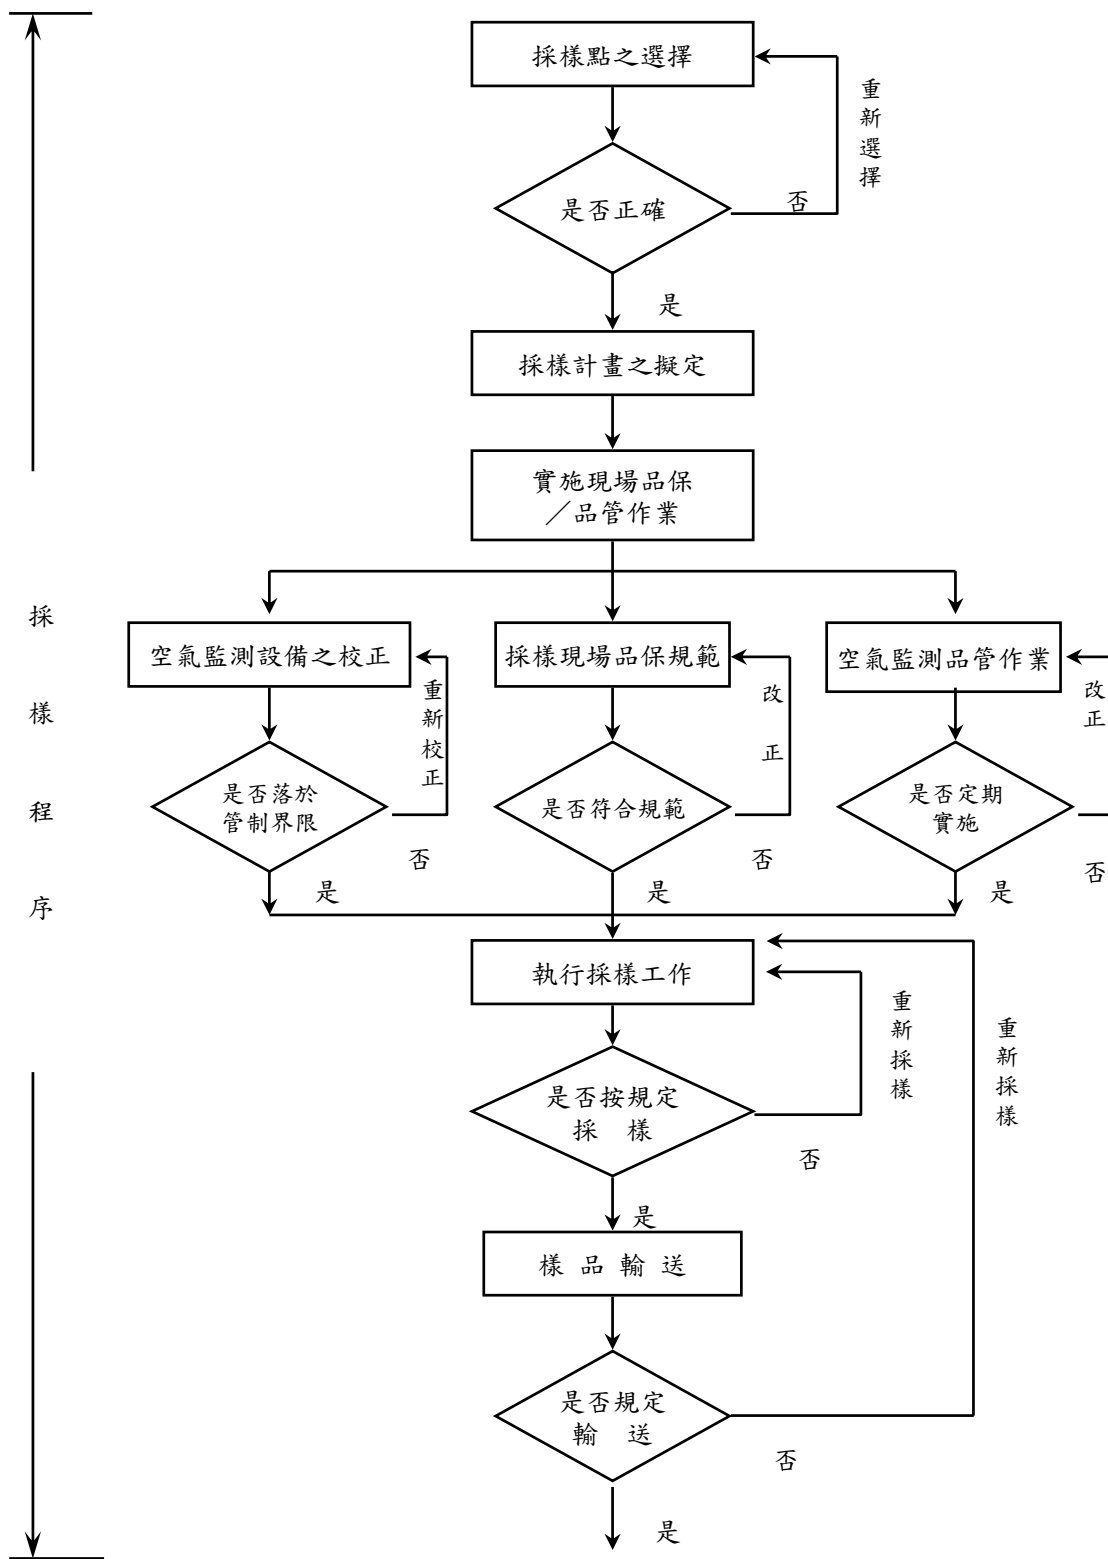 採樣點之選擇
重新選擇
是否正確
否
是
採樣計畫之擬定
實施現場品保
／品管作業
採樣程序
空氣監測設備之校正
重新校正
是否落於
管制界限
否
是
採樣現場品保規範
改正
是否符合規範
否
是
空氣監測品管作業
改正
是否定期
實施
否
是
執行採樣工作
重新採樣
重新採樣
是否按規定
採 樣
否
是
樣 品 輸 送
是否規定
輸 送
否
是